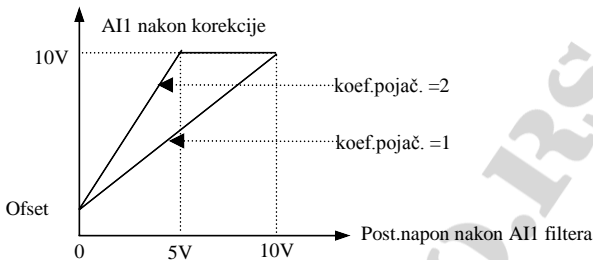 AI1 nakon korekcije
10V
koef.pojač. =2
koef.pojač. =1
Ofset
Post.napon nakon AI1 filtera
0
5V
10V